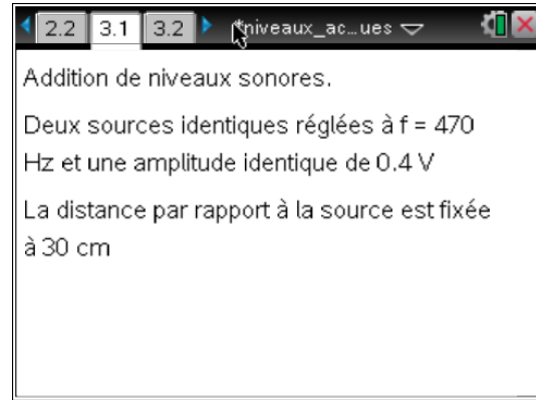 2.2 3.1 3.2 *niveaux_ac…ues
Addition de niveaux sonores.
Deux sources identiques réglées à f = 470
Hz et une amplitude identique de 0.4 V
La distance par rapport à la source est fixée
à 30 cm